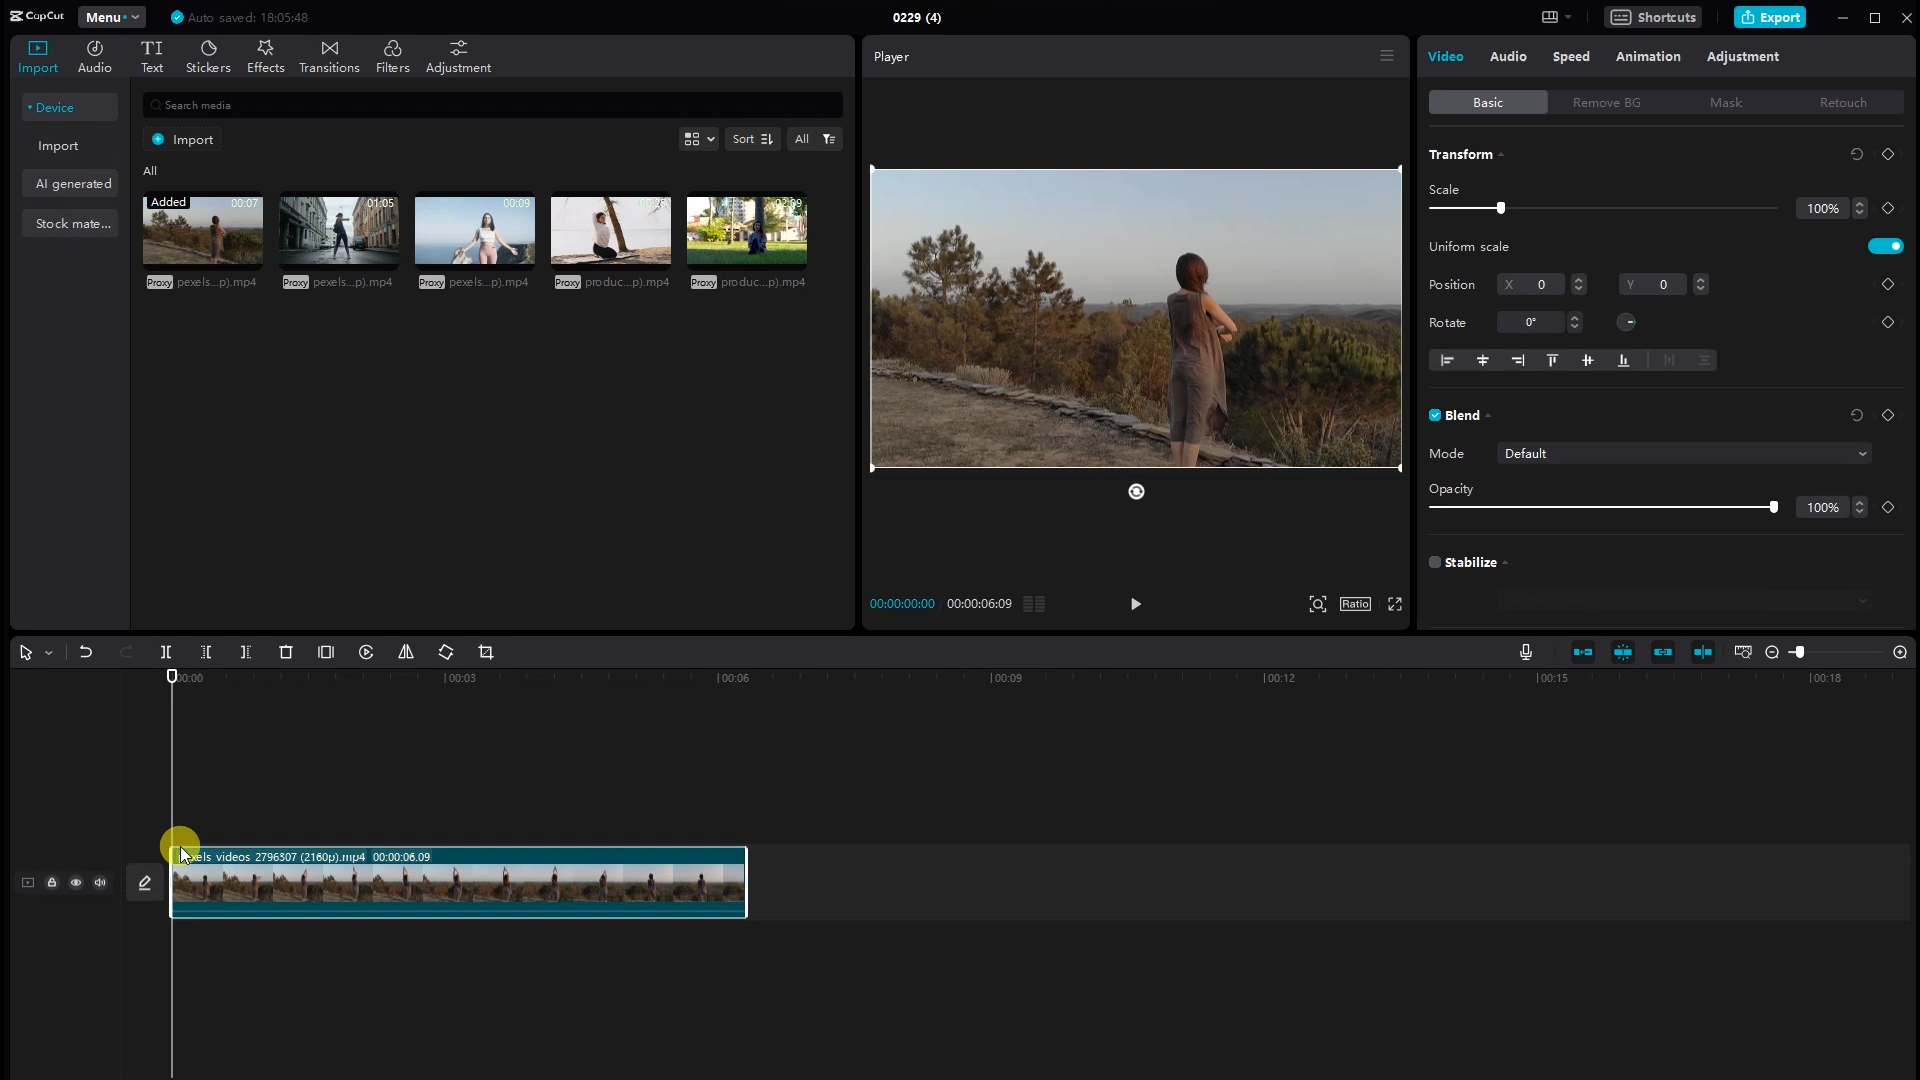 CapCut
Menu
Auto saved: 18:05:48
0229 (4)
Shortcuts
Export
Import
Audio
Text
Stickers
Effects
Transitions
Filters
Adjustment
Device
Import
AI generated
Stock mate...
Search media
Import
Sort
All
All
Added
00:07
01:05
00:09
02:09
Proxy pexels...p).mp4
Proxy pexels...p).mp4
Proxy pexels...p).mp4
Proxy produc...p).mp4
Proxy produc...p).mp4
Player
00:00:00:00
00:00:06:09
Ratio
Video
Audio
Speed
Animation
Adjustment
Basic
Remove BG
Mask
Retouch
Transform
Scale
100%
Uniform scale
Position X 0 Y 0
Rotate 0°
Blend
Mode Default
Opacity
100%
Stabilize
00:00
00:03
00:06
00:09
00:12
00:15
00:18
xels videos 2796307 (2160p).mp4 00:00:06:09